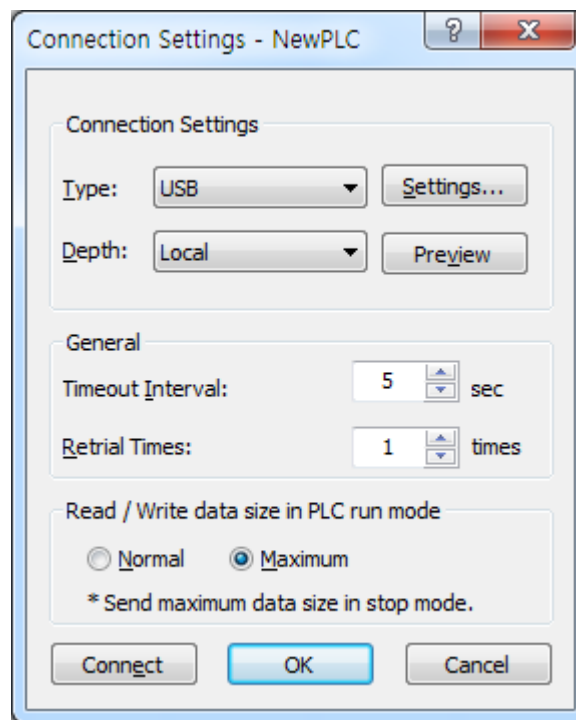 Connection Settings - NewPLC
Connection Settings
Type: USB Settings...
Depth: Local Preview
General
Timeout Interval: 5 sec
Retrial Times: 1 times
Read / Write data size in PLC run mode
Normal Maximum
* Send maximum data size in stop mode.
Connect OK Cancel